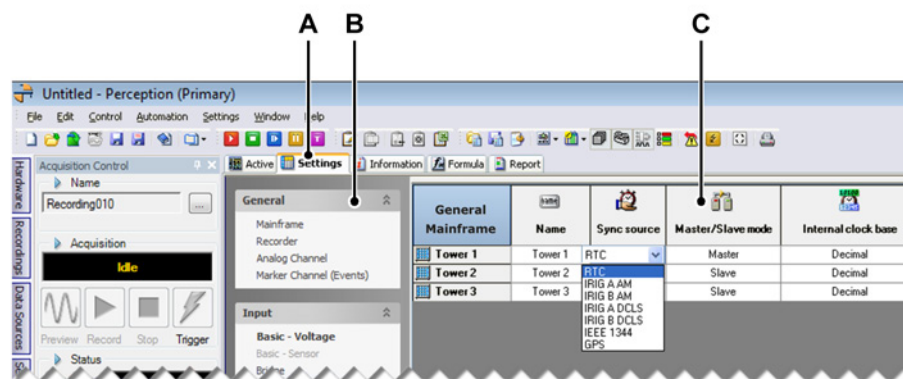 A B C
Untitled - Perception (Primary)
File Edit Control Automation Settings Window Help
Active Settings Information Formula Report
Hardware
Recordings
Data Sources
Acquisition Control
Name
Recording010 ...
Acquisition
Idle
Preview Record Stop Trigger
Status
General
Mainframe
Recorder
Analog Channel
Marker Channel (Events)
Input
Basic - Voltage
Basic - Sensor
Bridge
General Mainframe Name Sync source Master/Slave mode Internal clock base
Tower 1 Tower 1 RTC Master Decimal
Tower 2 Tower 2 Slave Decimal
Tower 3 Tower 3 Slave Decimal
RTC
IRIG A AM
IRIG B AM
IRIG A DCLS
IRIG B DCLS
IEEE 1344
GPS